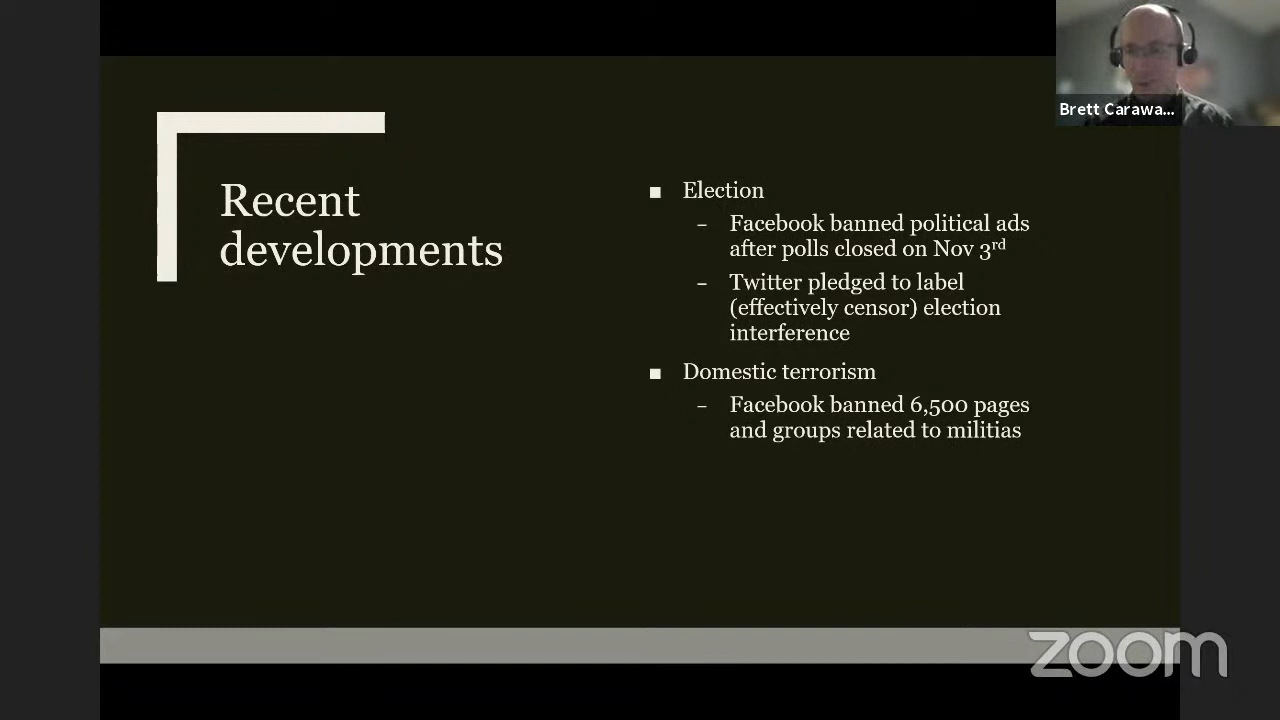 Brett Carawa...
Recent
developments
■ Election
– Facebook banned political ads
after polls closed on Nov 3rd
– Twitter pledged to label
(effectively censor) election
interference
■ Domestic terrorism
– Facebook banned 6,500 pages
and groups related to militias
zoom